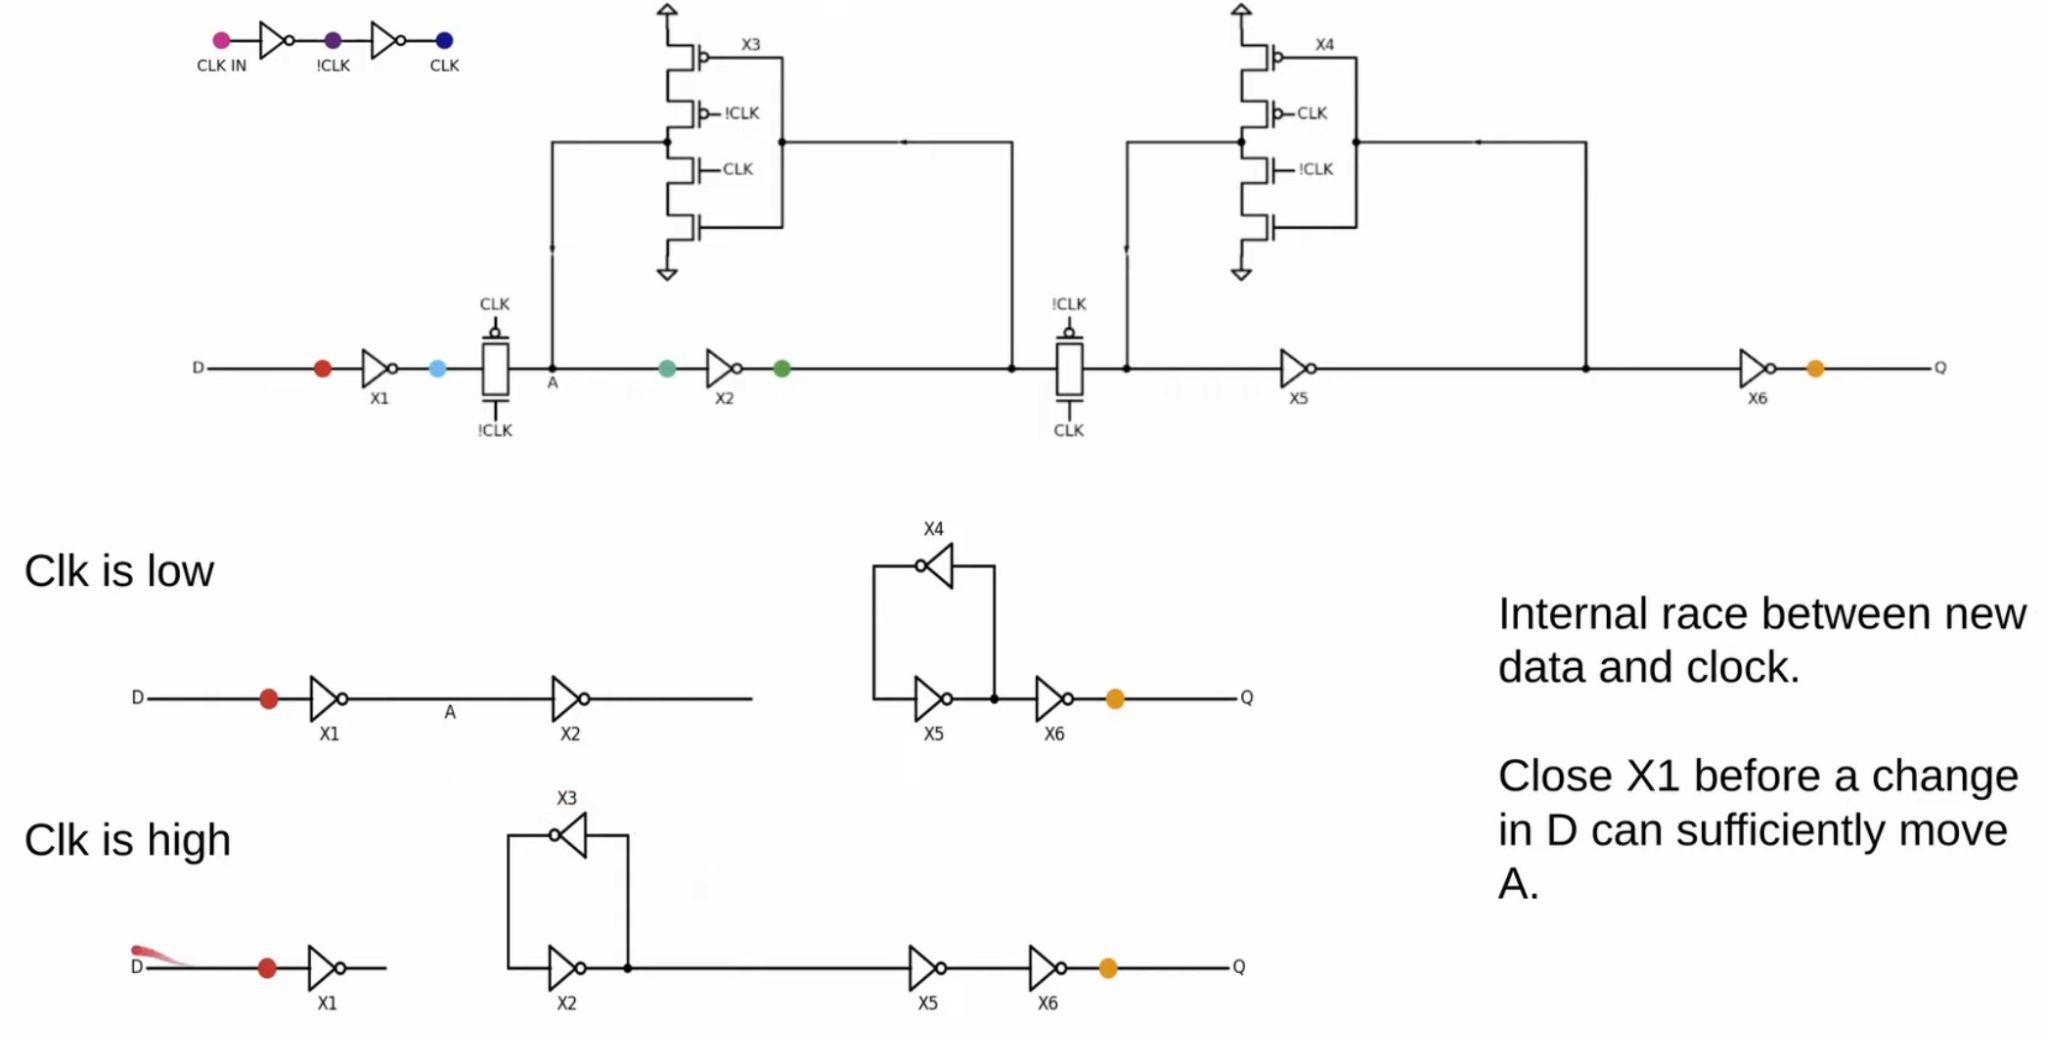 CLK IN
!CLK
CLK
X3
!CLK
CLK
X4
CLK
!CLK
CLK
!CLK
D
X1
!CLK
A
X2
CLK
X5
X6
Q
Clk is low
D
X1
A
X2
X4
X5
X6
Q
Clk is high
D
X1
X3
X2
X5
X6
Q
Internal race between new
data and clock.
Close X1 before a change
in D can sufficiently move
A.